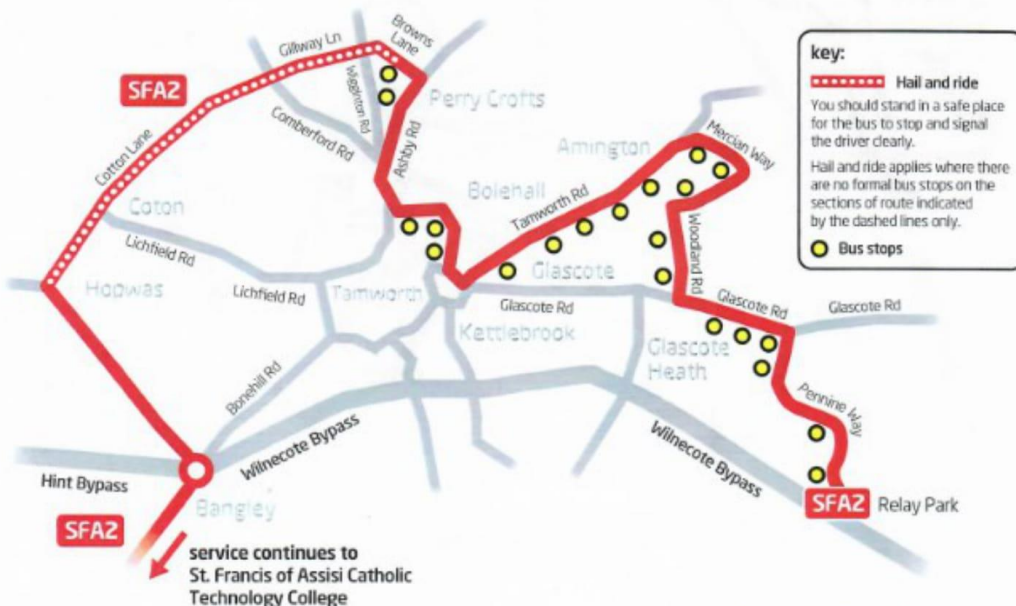 Gillway Ln
Browns
Lane
SFA2
Wigginton Rd
Perry Crofts
Comberford Rd
Ashby Rd
Cotton Lane
Amington
Mercian Way
Bolehall
Tamworth Rd
Coton
Lichfield Rd
Woodland Rd
Hopwas
Lichfield Rd
Tamworth
Glascote
Glascote Rd
Glascote Rd
Glascote Rd
Kettlebrook
Glascote
Heath
Bonehill Rd
Pennine Way
Wilnecote Bypass
Wilnecote Bypass
Hint Bypass
Bangley
SFA2
SFA2 Relay Park
service continues to
St. Francis of Assisi Catholic
Technology College
key:
Hail and ride
You should stand in a safe place
for the bus to stop and signal
the driver clearly.
Hail and ride applies where there
are no formal bus stops on the
sections of route indicated
by the dashed lines only.
Bus stops